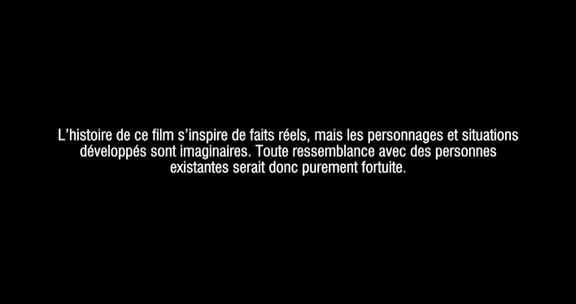 L’histoire de ce film s’inspire de faits réels, mais les personnages et situations
développés sont imaginaires. Toute ressemblance avec des personnes
existantes serait donc purement fortuite.